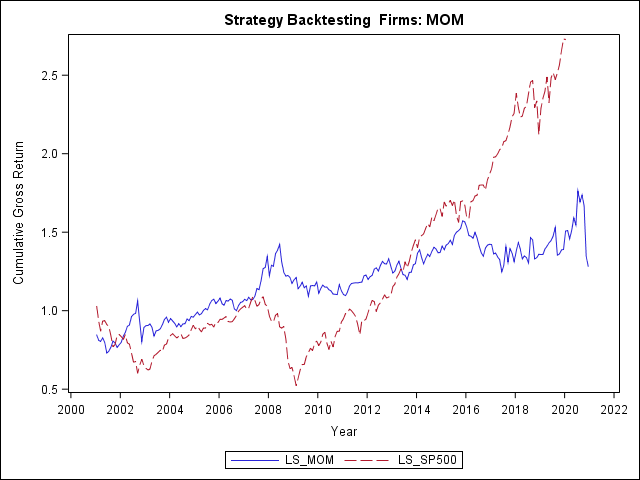 Strategy Backtesting  Firms: MOM
Cumulative Gross Return
2.5
2.0
1.5
1.0
0.5
2000 2002 2004 2006 2008 2010 2012 2014 2016 2018 2020 2022
Year
LS_MOM LS_SP500